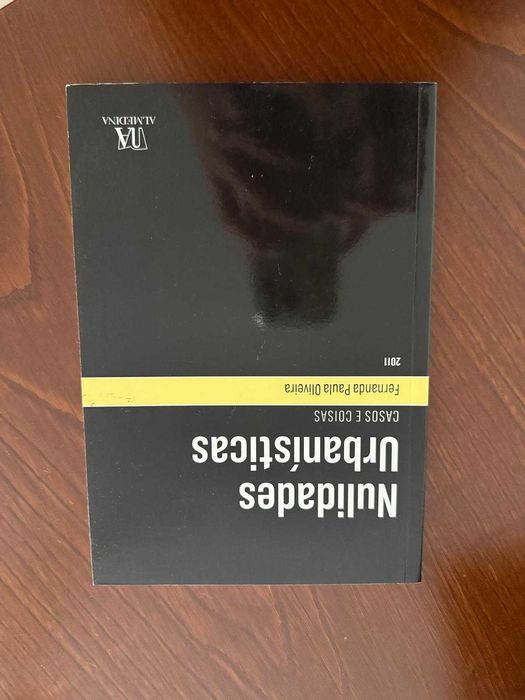 Nulidades
Urbanísticas
CASOS E COISAS
Fernanda Paula Oliveira
2011
ALMEDINA